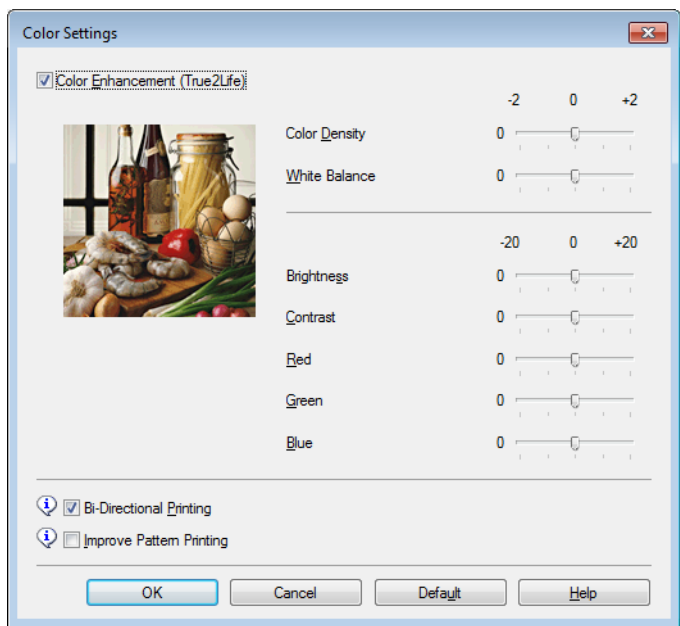 Color Settings
Color Enhancement (True2Life)
-2 0 +2
Color Density 0
White Balance 0
-20 0 +20
Brightness 0
Contrast 0
Red 0
Green 0
Blue 0
Bi-Directional Printing
Improve Pattern Printing
OK Cancel Default Help